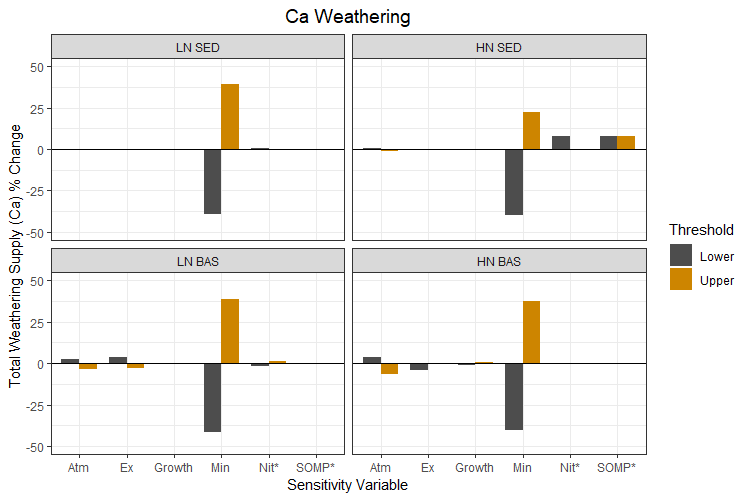 Ca Weathering
LN SED
HN SED
50
25
0
-25
-50
LN BAS
HN BAS
50
25
0
-25
-50
Total Weathering Supply (Ca) % Change
Atm Ex Growth Min Nit* SOMP*
Atm Ex Growth Min Nit* SOMP*
Sensitivity Variable
Threshold
Lower
Upper